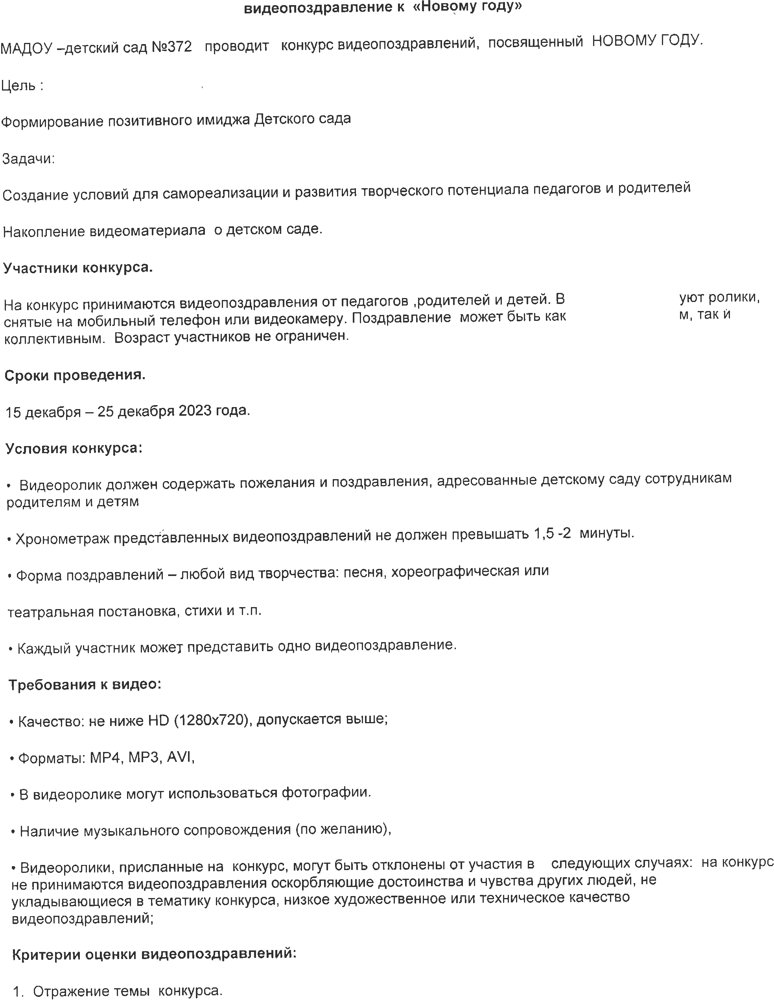 видеопоздравление к «Новому году»
МАДОУ –детский сад №372 проводит конкурс видеопоздравлений, посвященный НОВОМУ ГОДУ.
Цель :
Формирование позитивного имиджа Детского сада
Задачи:
Создание условий для самореализации и развития творческого потенциала педагогов и родителей
Накопление видеоматериала о детском саде.
Участники конкурса.
На конкурс принимаются видеопоздравления от педагогов ,родителей и детей. В уют ролики,
снятые на мобильный телефон или видеокамеру. Поздравление может быть как м, так и
коллективным. Возраст участников не ограничен.
Сроки проведения.
15 декабря – 25 декабря 2023 года.
Условия конкурса:
• Видеоролик должен содержать пожелания и поздравления, адресованные детскому саду сотрудникам
родителям и детям
• Хронометраж представленных видеопоздравлений не должен превышать 1,5 -2 минуты.
• Форма поздравлений – любой вид творчества: песня, хореографическая или
театральная постановка, стихи и т.п.
• Каждый участник может представить одно видеопоздравление.
Требования к видео:
• Качество: не ниже HD (1280x720), допускается выше;
• Форматы: MP4, MP3, AVI,
• В видеоролике могут использоваться фотографии.
• Наличие музыкального сопровождения (по желанию),
• Видеоролики, присланные на конкурс, могут быть отклонены от участия в следующих случаях: на конкурс
не принимаются видеопоздравления оскорбляющие достоинства и чувства других людей, не
укладывающиеся в тематику конкурса, низкое художественное или техническое качество
видеопоздравлений;
Критерии оценки видеопоздравлений:
1. Отражение темы конкурса.